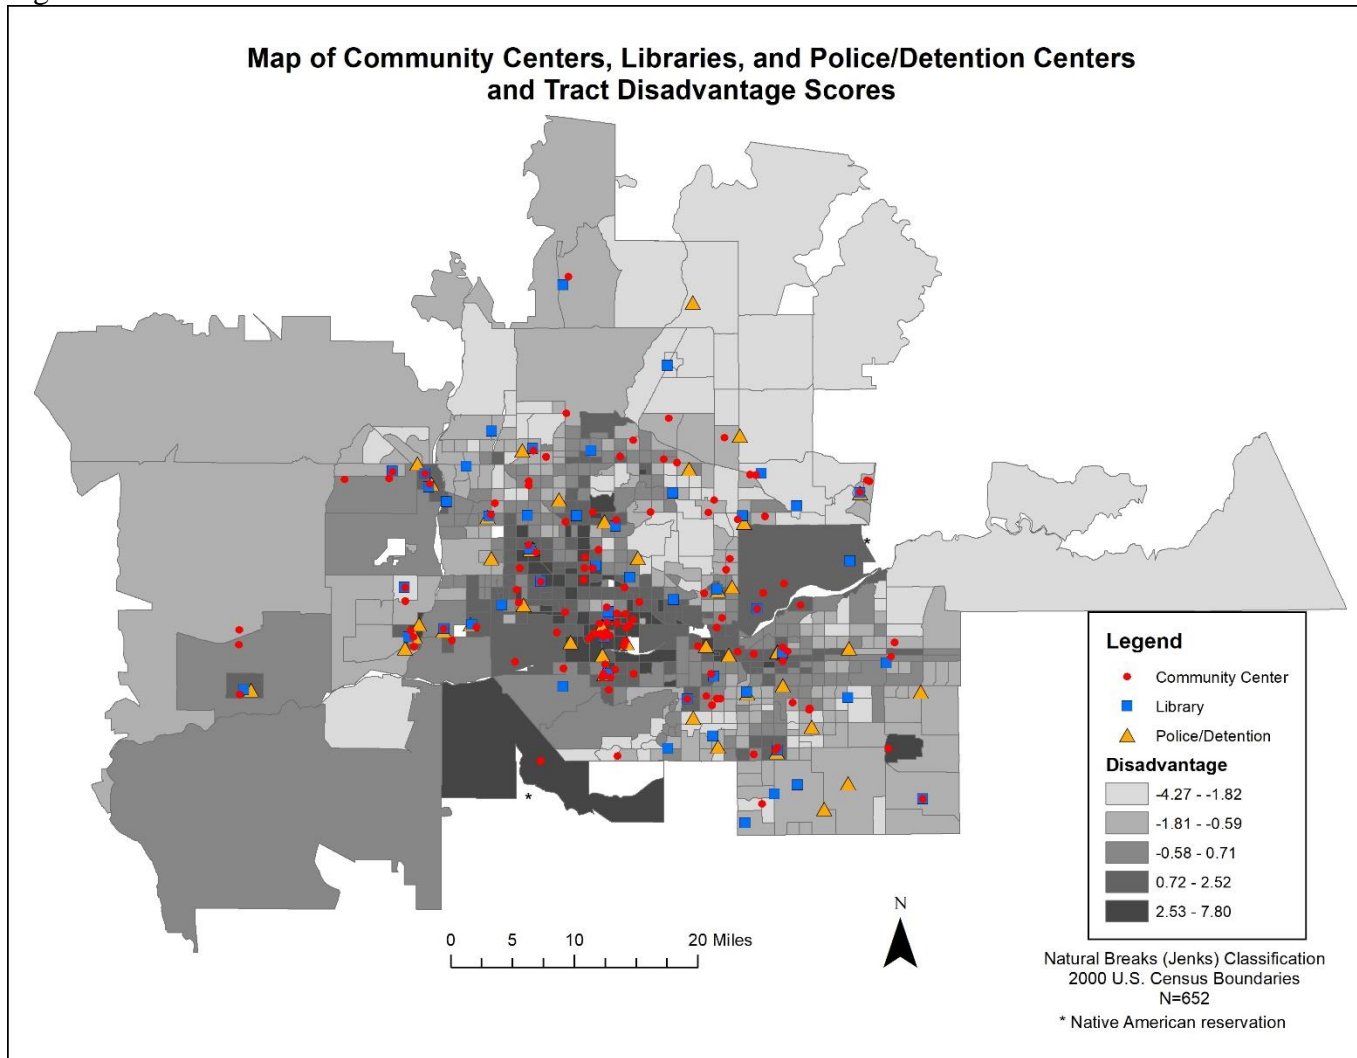 Map of Community Centers, Libraries, and Police/Detention Centers
and Tract Disadvantage Scores
*
*
Legend
Community Center
Library
Police/Detention
Disadvantage
-4.27 - -1.82
-1.81 - -0.59
-0.58 - 0.71
0.72 - 2.52
2.53 - 7.80
N
0 5 10 20 Miles
Natural Breaks (Jenks) Classification
2000 U.S. Census Boundaries
N=652
* Native American reservation